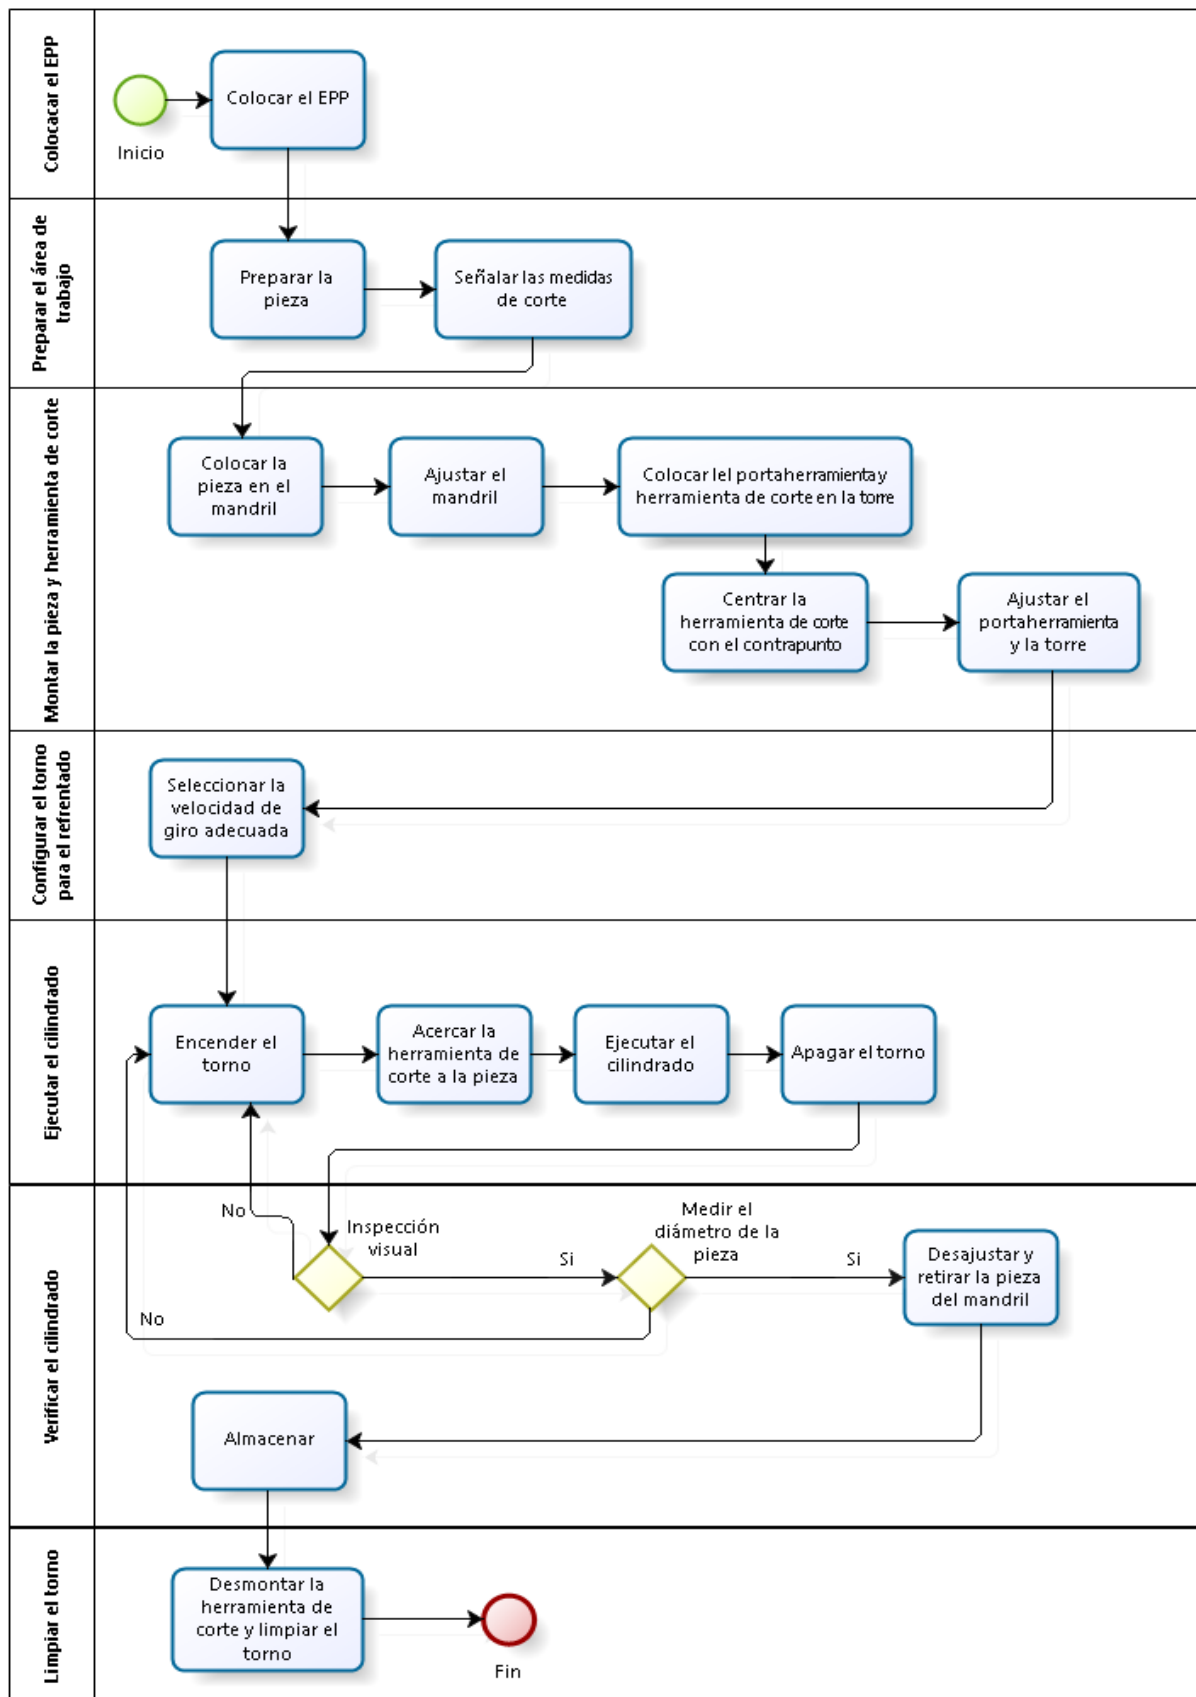 Colocacar el EPP
Inicio
Colocar el EPP
Preparar el área de
trabajo
Preparar la
pieza
Señalar las medidas
de corte
Montar la pieza y herramienta de corte
Colocar la
pieza en el
mandril
Ajustar el
mandril
Colocar lel portaherramienta y
herramienta de corte en la torre
Centrar la
herramienta de corte
con el contrapunto
Ajustar el
portaherramienta
y la torre
Configurar el torno
para el refrentado
Seleccionar la
velocidad de
giro adecuada
Ejecutar el cilindrado
Encender el
torno
Acercar la
herramienta de
corte a la pieza
Ejecutar el
cilindrado
Apagar el torno
Verificar el cilindrado
No
Inspección
visual
Si
Medir el
diámetro de la
pieza
Si
Desajustar y
retirar la pieza
del mandril
No
Almacenar
Limpiar el torno
Desmontar la
herramienta de
corte y limpiar el
torno
Fin